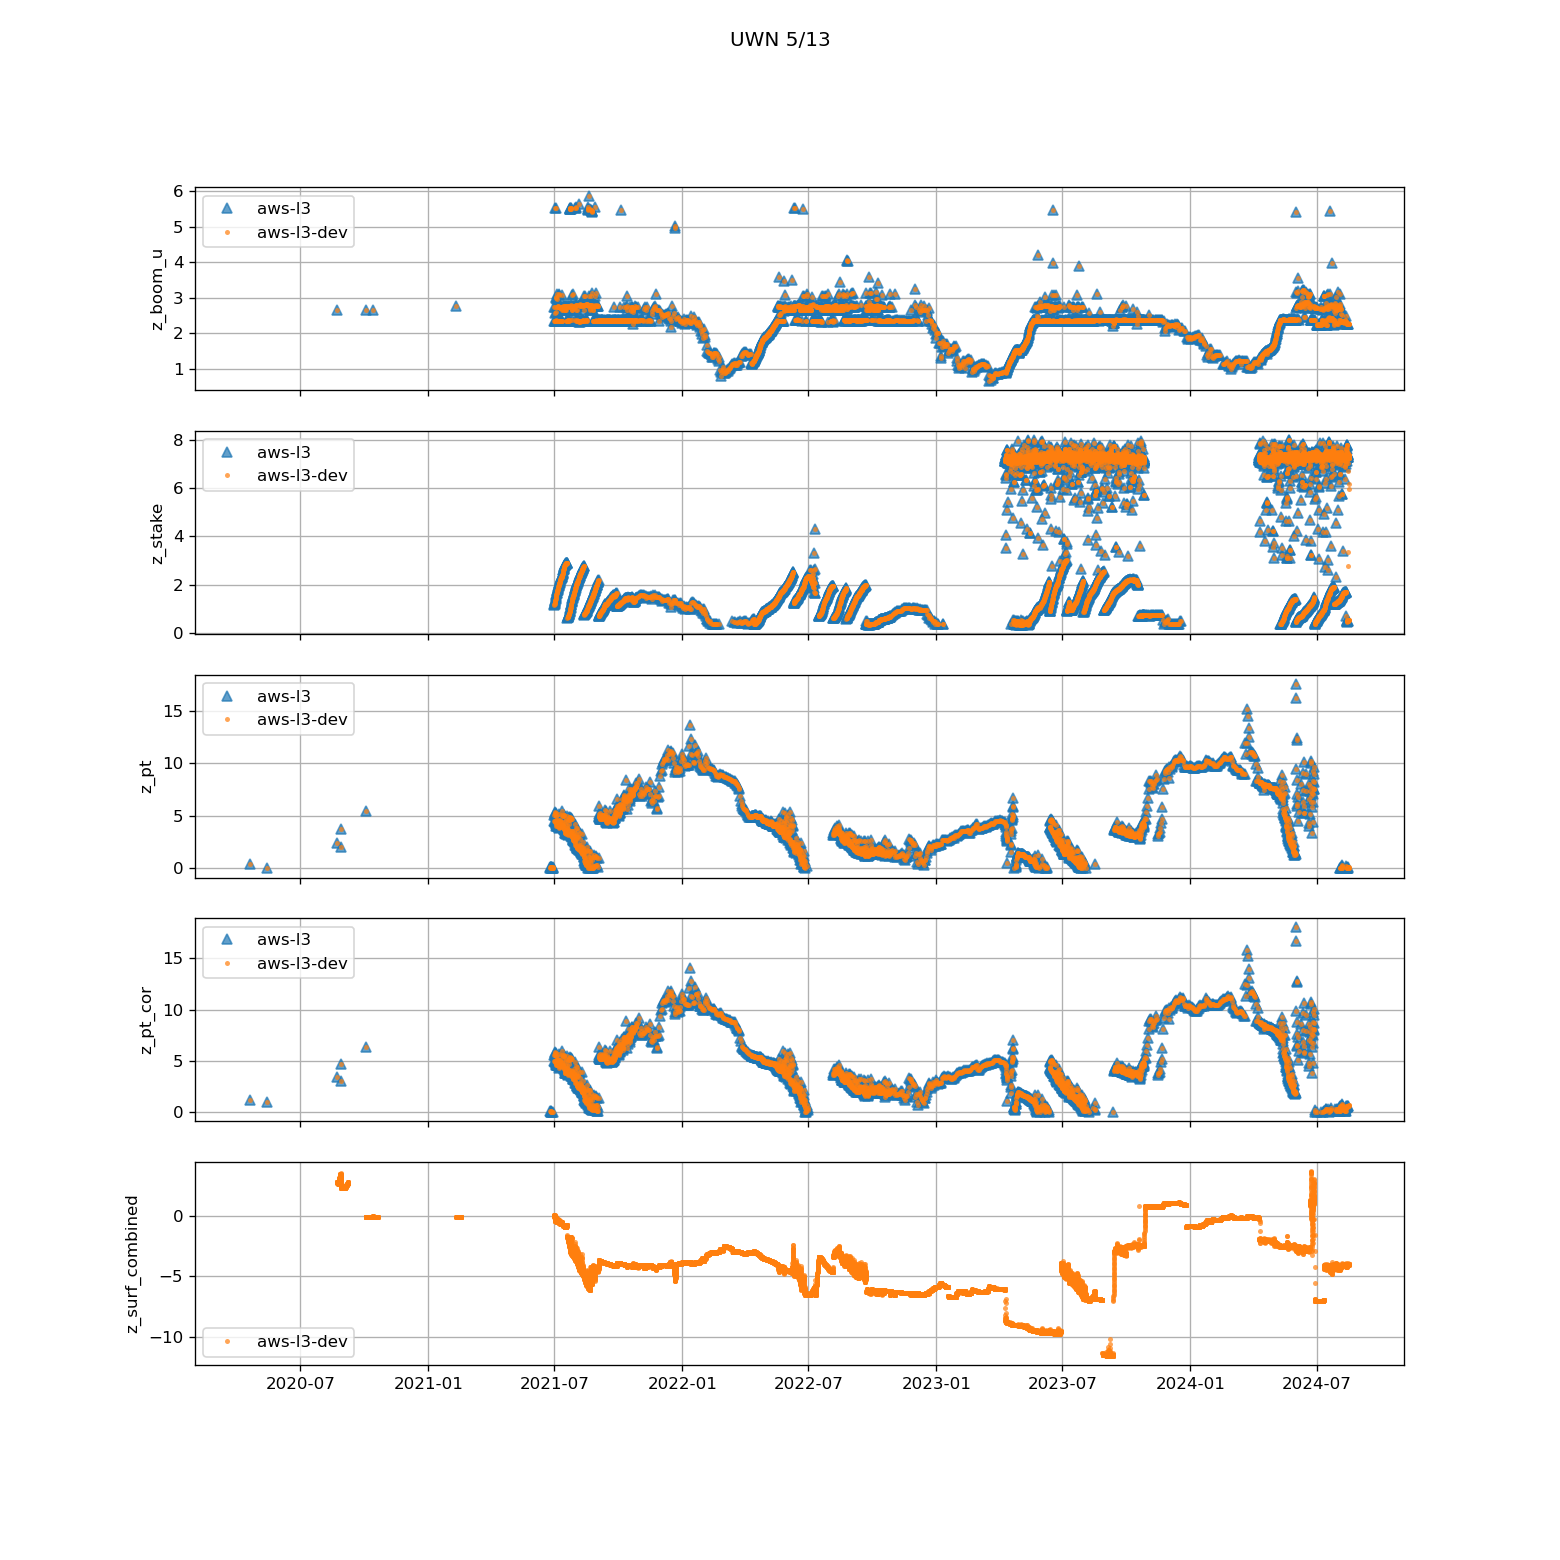 UWN 5/13
6
5
4
3
2
1
z_boom_u
aws-l3
aws-l3-dev
8
6
4
2
0
z_stake
aws-l3
aws-l3-dev
15
10
5
0
z_pt
aws-l3
aws-l3-dev
15
10
5
0
z_pt_cor
aws-l3
aws-l3-dev
0
−5
−10
z_surf_combined
aws-l3-dev
2020-07 2021-01 2021-07 2022-01 2022-07 2023-01 2023-07 2024-01 2024-07